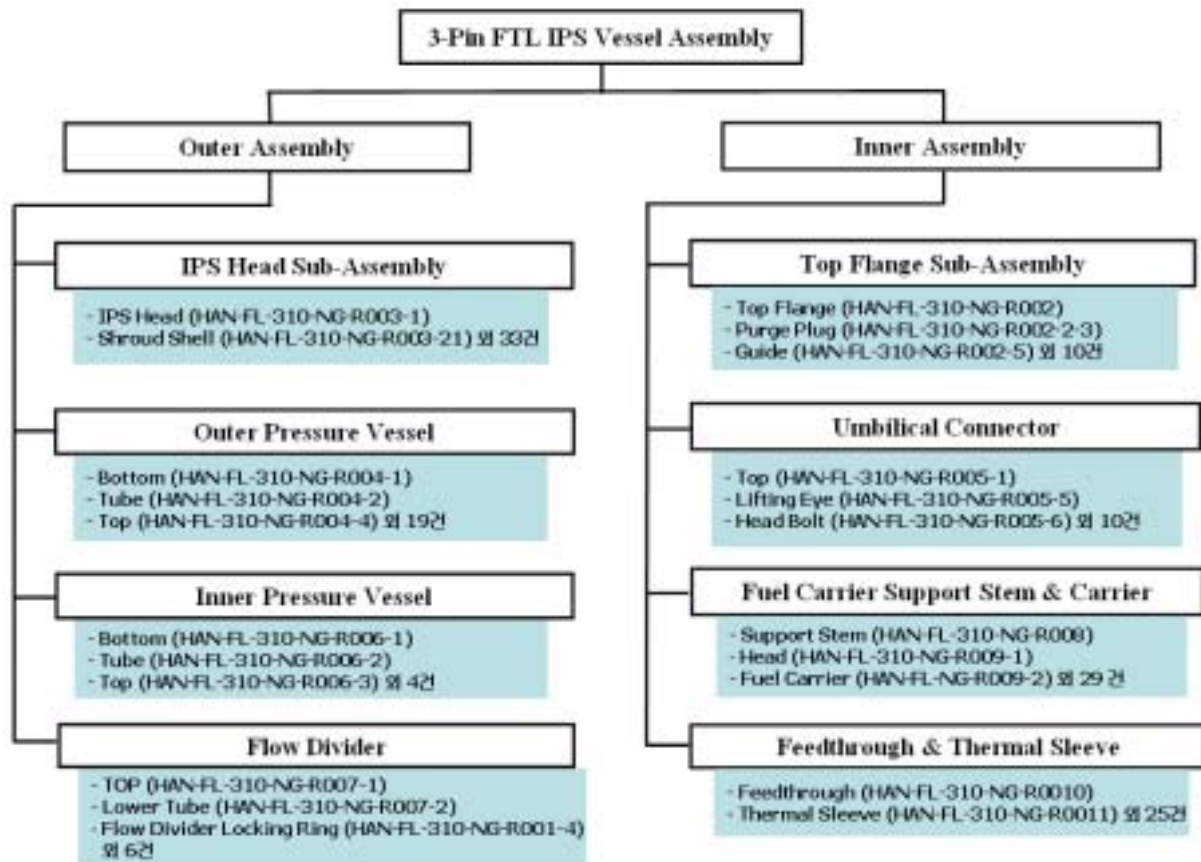 3-Pin FTL IPS Vessel Assembly
Outer Assembly
IPS Head Sub-Assembly
- IPS Head (HAN-FL-310-NG-R003-1)
- Shroud Shell (HAN-FL-310-NG-R003-21) 외 33건
Outer Pressure Vessel
- Bottom (HAN-FL-310-NG-R004-1)
- Tube (HAN-FL-310-NG-R004-2)
- Top (HAN-FL-310-NG-R004-4) 외 19건
Inner Pressure Vessel
- Bottom (HAN-FL-310-NG-R006-1)
- Tube (HAN-FL-310-NG-R006-2)
- Top (HAN-FL-310-NG-R006-3) 외 4건
Flow Divider
- TOP (HAN-FL-310-NG-R007-1)
- Lower Tube (HAN-FL-310-NG-R007-2)
- Flow Divider Locking Ring (HAN-FL-310-NG-R001-4)
외 6건
Inner Assembly
Top Flange Sub-Assembly
- Top Flange (HAN-FL-310-NG-R002)
- Purge Plug (HAN-FL-310-NG-R002-2-3)
- Guide (HAN-FL-310-NG-R002-5) 외 10건
Umbilical Connector
- Top (HAN-FL-310-NG-R005-1)
- Lifting Eye (HAN-FL-310-NG-R005-5)
- Head Bolt (HAN-FL-310-NG-R005-6) 외 10건
Fuel Carrier Support Stem & Carrier
- Support Stem (HAN-FL-310-NG-R008)
- Head (HAN-FL-310-NG-R009-1)
- Fuel Carrier (HAN-FL-NG-R009-2) 외 29 건
Feedthrough & Thermal Sleeve
- Feedthrough (HAN-FL-310-NG-R0010)
- Thermal Sleeve (HAN-FL-310-NG-R0011) 외 25건